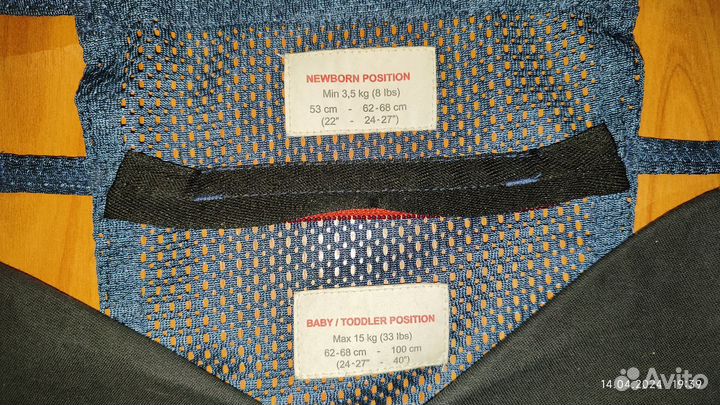 NEWBORN POSITION
Min 3,5 kg (8 lbs)
53 cm - 62-68 cm
(22" - 24-27")
BABY / TODDLER POSITION
Max 15 kg (33 lbs)
62-68 cm - 100 cm
(24-27" - 40")
14.04.2024 19:39
Avito